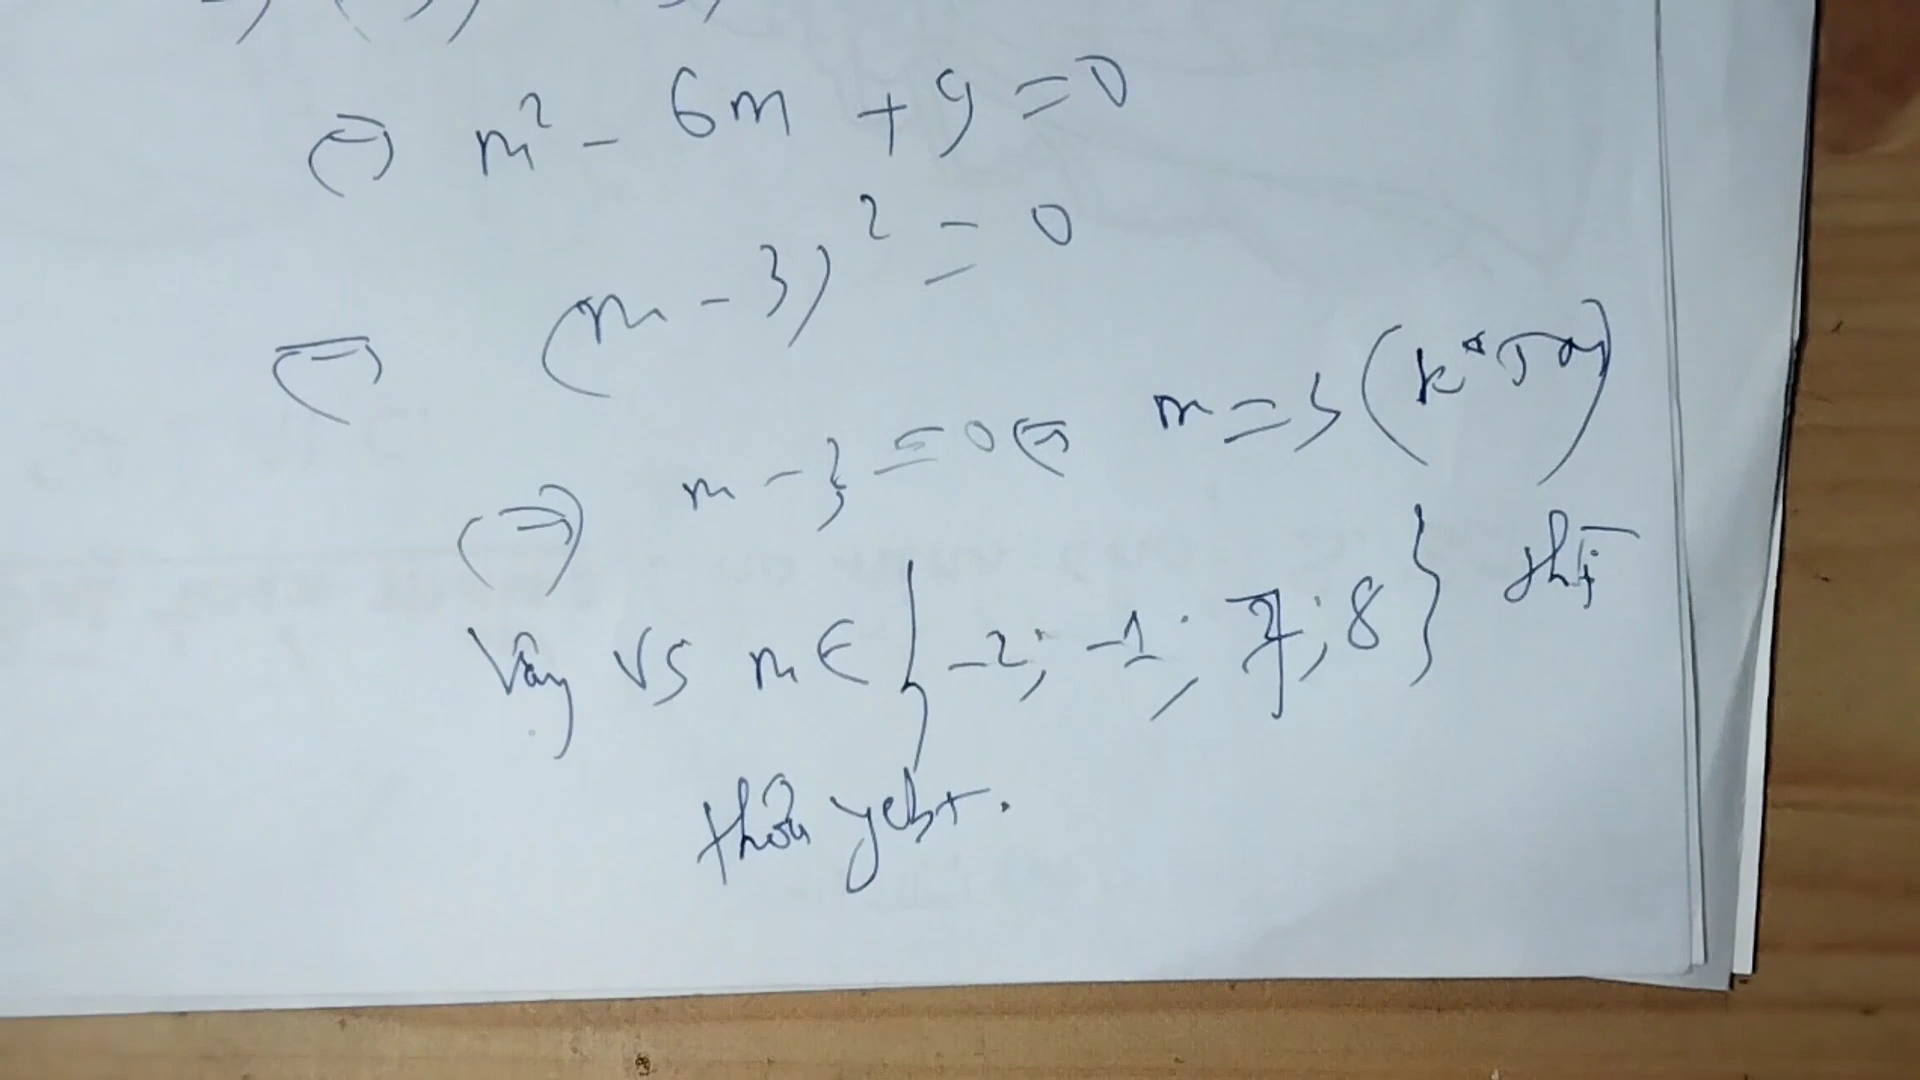 ⇔ m² - 6m + 9 = 0
⇔ (m - 3)² = 0
⇔ m - 3 = 0 ⇔ m = 3 (k°
Vậy vs m ∈ { -2; -1; 7; 8 } thì
thỏa ycbt.